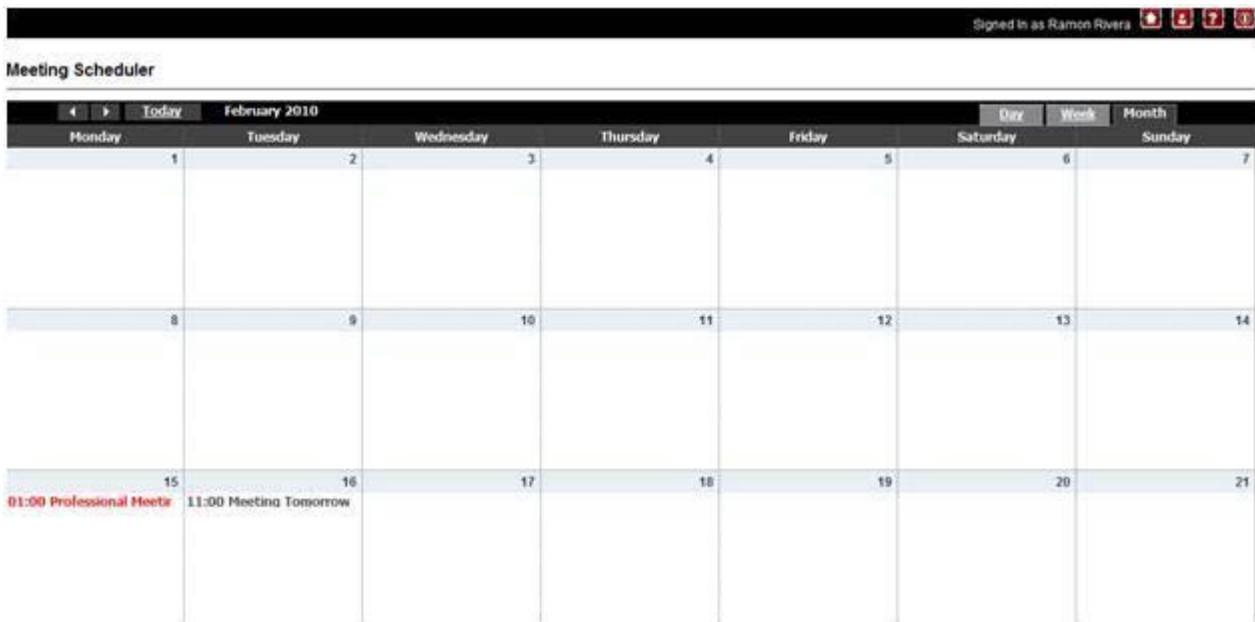 Signed In as Ramon Rivera ?
Meeting Scheduler
Today February 2010 Day Week Month
Monday Tuesday Wednesday Thursday Friday Saturday Sunday
1 2 3 4 5 6 7
8 9 10 11 12 13 14
15 16 17 18 19 20 21
01:00 Professional Meetin 11:00 Meeting Tomorrow